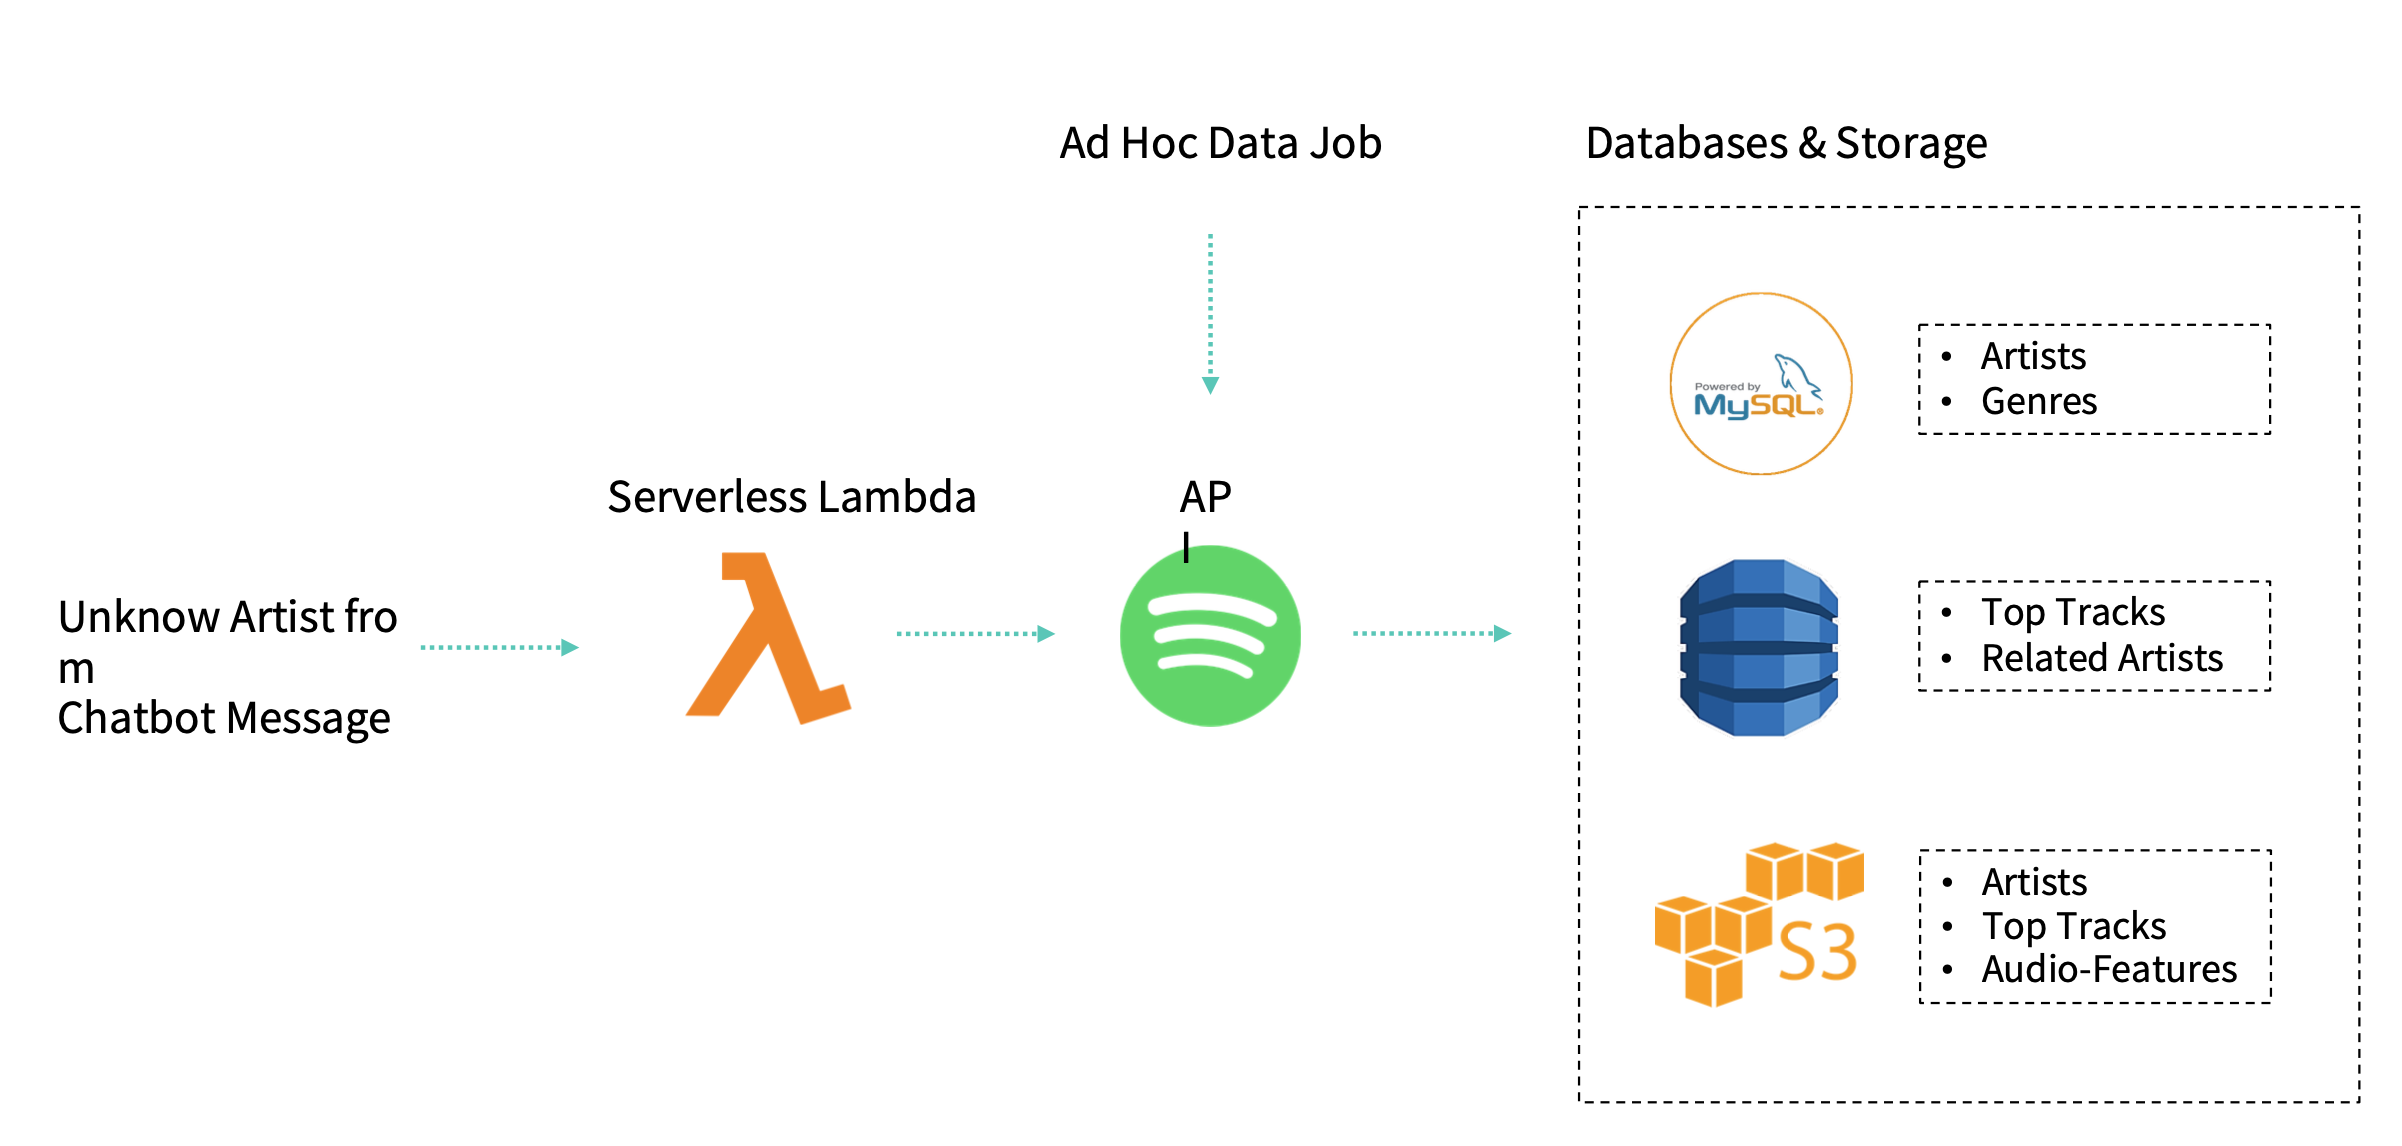 Ad Hoc Data Job
Databases & Storage
Powered by
MySQL®
• Artists
• Genres
Serverless Lambda
AP
I
Unknow Artist fro
m
Chatbot Message
• Top Tracks
• Related Artists
S3
• Artists
• Top Tracks
• Audio-Features